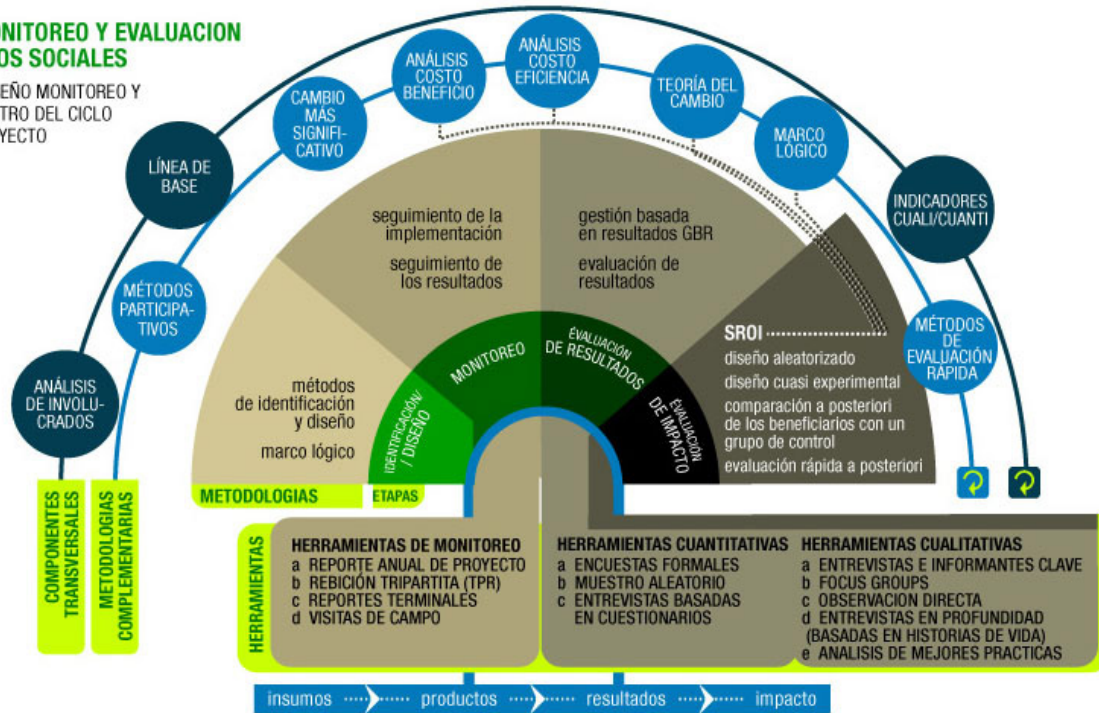 ONITOREO Y EVALUACION
OS SOCIALES
EÑO MONITOREO Y
TRO DEL CICLO
YECTO
ANÁLISIS
DE INVOLU-
CRADOS
LÍNEA DE
BASE
INDICADORES
CUALI/CUANTI
MÉTODOS
PARTICIPA-
TIVOS
CAMBIO
MÁS
SIGNIFI-
CATIVO
ANÁLISIS
COSTO
BENEFICIO
ANÁLISIS
COSTO
EFICIENCIA
TEORÍA DEL
CAMBIO
MARCO
LÓGICO
MÉTODOS
DE
EVALUACIÓN
RÁPIDA
métodos
de identificación
y diseño
marco lógico
seguimiento de la
implementación
seguimiento de
los resultados
gestión basada
en resultados GBR
evaluación de
resultados
SROI
diseño aleatorizado
diseño cuasi experimental
comparación a posteriori
de los beneficiarios con un
grupo de control
evaluación rápida a posteriori
IDENTIFICACIÓN/
/ DISEÑO
MONITOREO
ÉVALUACIÓN
DE RESULTADOS
ÉVALUACIÓN
DE IMPACTO
METODOLOGIAS
ETAPAS
COMPONENTES
TRANSVERSALES
METODOLOGIAS
COMPLEMENTARIAS
HERRAMIENTAS
HERRAMIENTAS DE MONITOREO
a REPORTE ANUAL DE PROYECTO
b REBICIÓN TRIPARTITA (TPR)
c REPORTES TERMINALES
d VISITAS DE CAMPO
HERRAMIENTAS CUANTITATIVAS
a ENCUESTAS FORMALES
b MUESTRO ALEATORIO
c ENTREVISTAS BASADAS
EN CUESTIONARIOS
HERRAMIENTAS CUALITATIVAS
a ENTREVISTAS E INFORMANTES CLAVE
b FOCUS GROUPS
c OBSERVACION DIRECTA
d ENTREVISTAS EN PROFUNDIDAD
(BASADAS EN HISTORIAS DE VIDA)
e ANALISIS DE MEJORES PRACTICAS
insumos productos resultados impacto